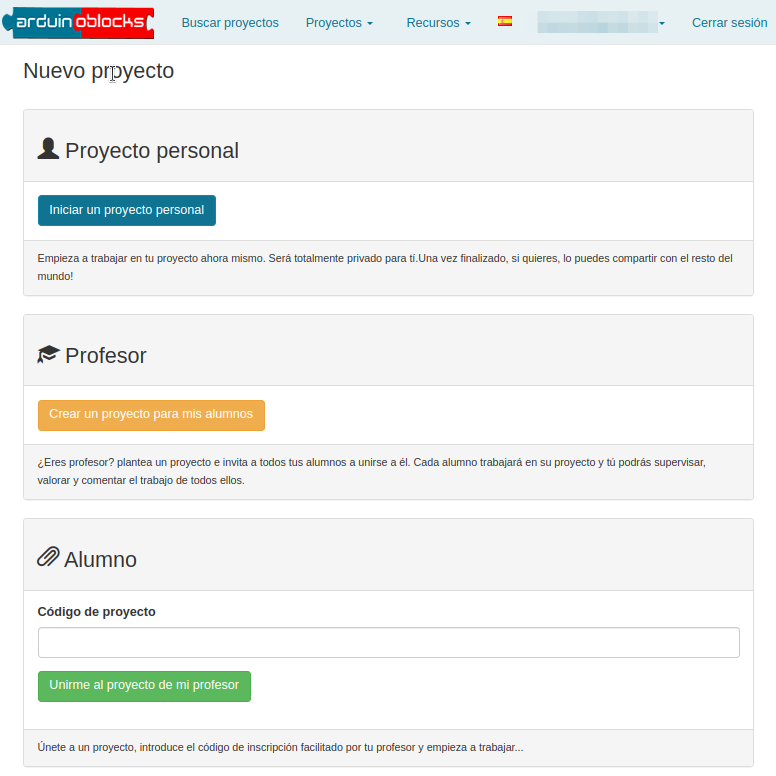 arduinoblocks Buscar proyectos Proyectos Recursos Cerrar sesión
Nuevo proyecto
Proyecto personal
Iniciar un proyecto personal
Empieza a trabajar en tu proyecto ahora mismo. Será totalmente privado para tí.Una vez finalizado, si quieres, lo puedes compartir con el resto del
mundo!
Profesor
Crear un proyecto para mis alumnos
¿Eres profesor? plantea un proyecto e invita a todos tus alumnos a unirse a él. Cada alumno trabajará en su proyecto y tú podrás supervisar,
valorar y comentar el trabajo de todos ellos.
Alumno
Código de proyecto
Unirme al proyecto de mi profesor
Únete a un proyecto, introduce el código de inscripción facilitado por tu profesor y empieza a trabajar...